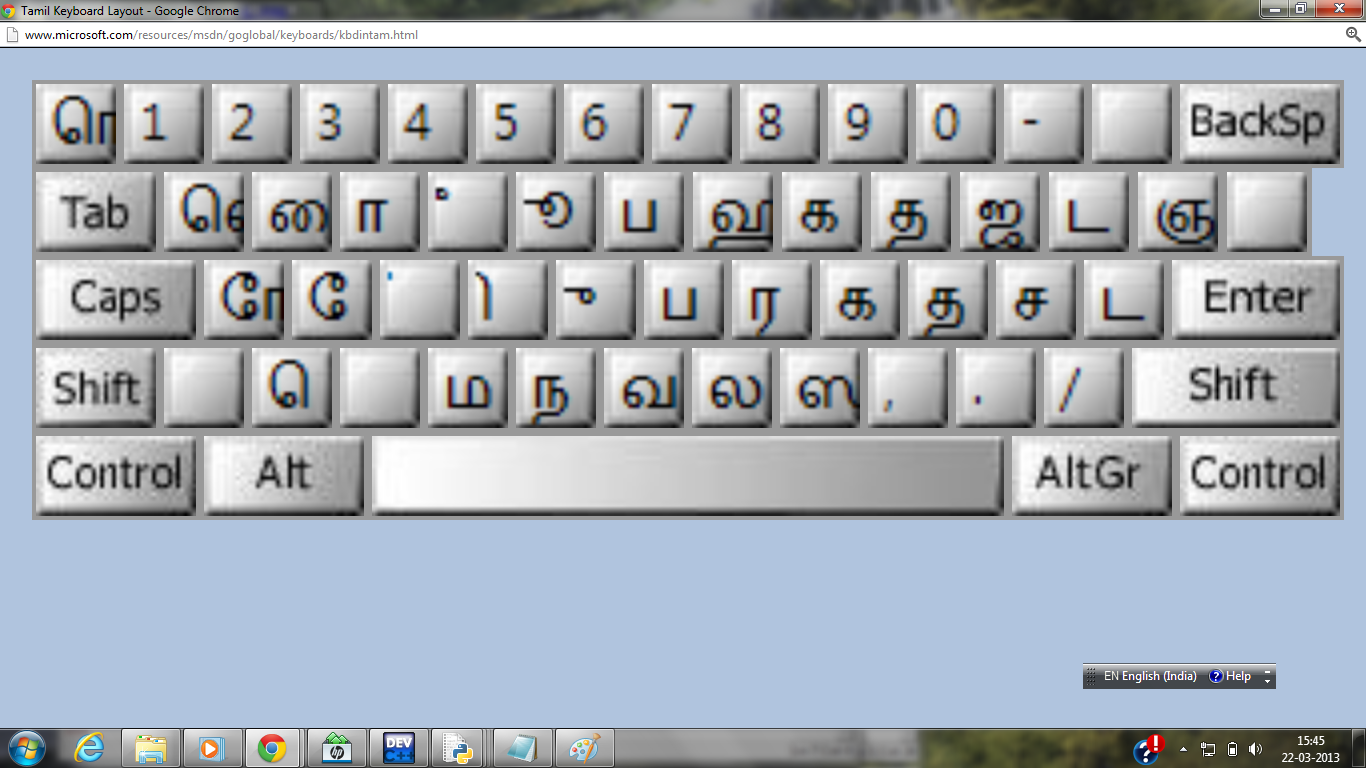 Tamil Keyboard Layout - Google Chrome
www.microsoft.com/resources/msdn/goglobal/keyboards/kbdintam.html
ொ 1 2 3 4 5 6 7 8 9 0 - BackSp
Tab ௌ ை ா ீ ூ ப ஹ க த ஜ ட ஞ
Caps ோ ே ் ி ு ப ர க த ச ட Enter
Shift ெ ம ந வ ல ஸ , . / Shift
Control Alt AltGr Control
EN English (India) Help
15:45
22-03-2013